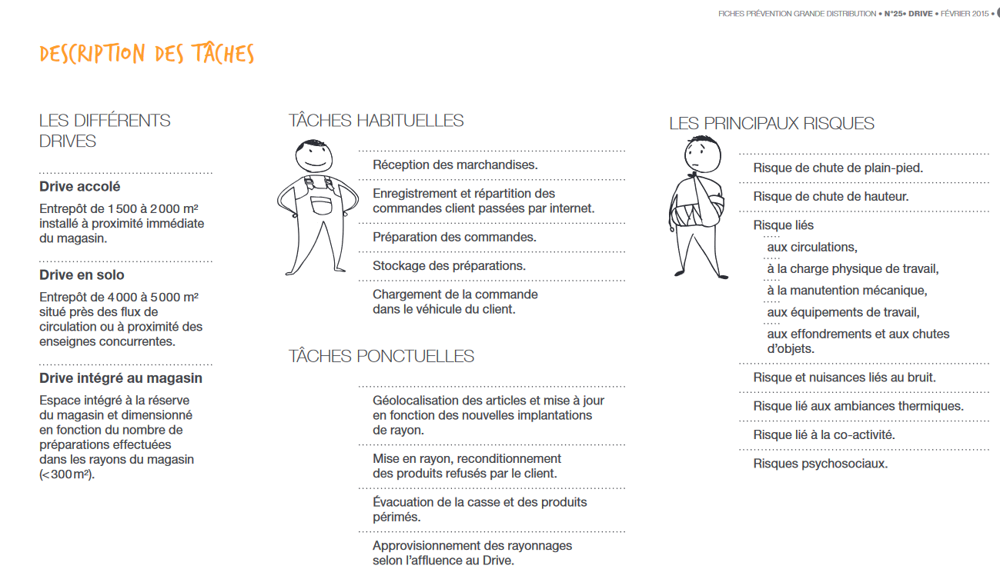 FICHES PRÉVENTION GRANDE DISTRIBUTION • N°25• DRIVE • FÉVRIER 2015 •
DESCRIPTION DES TÂCHES
LES DIFFÉRENTS
DRIVES
Drive accolé
Entrepôt de 1 500 à 2 000 m²
installé à proximité immédiate
du magasin.
Drive en solo
Entrepôt de 4 000 à 5 000 m²
situé près des flux de
circulation ou à proximité des
enseignes concurrentes.
Drive intégré au magasin
Espace intégré à la réserve
du magasin et dimensionné
en fonction du nombre de
préparations effectuées
dans les rayons du magasin
(< 300 m²).
TÂCHES HABITUELLES
Réception des marchandises.
Enregistrement et répartition des
commandes client passées par internet.
Préparation des commandes.
Stockage des préparations.
Chargement de la commande
dans le véhicule du client.
TÂCHES PONCTUELLES
Géolocalisation des articles et mise à jour
en fonction des nouvelles implantations
de rayon.
Mise en rayon, reconditionnement
des produits refusés par le client.
Évacuation de la casse et des produits
périmés.
Approvisionnement des rayonnages
selon l’affluence au Drive.
LES PRINCIPAUX RISQUES
Risque de chute de plain-pied.
Risque de chute de hauteur.
Risque liés
aux circulations,
à la charge physique de travail,
à la manutention mécanique,
aux équipements de travail,
aux effondrements et aux chutes
d’objets.
Risque et nuisances liés au bruit.
Risque lié aux ambiances thermiques.
Risque lié à la co-activité.
Risques psychosociaux.